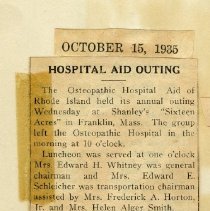 OCTOBER 15, 1935
HOSPITAL AID OUTING
The Osteopathic Hospital Aid of
Rhode Island held its annual outing
Wednesday at Shanley's "Sixteen
Acres" in Franklin, Mass. The group
left the Osteopathic Hospital in the
morning at 10 o'clock.
Luncheon was served at one o'clock
Mrs. Edward H. Whitney was general
chairman and Mrs. Edward E.
Schleicher was transportation chairman
assisted by Mrs. Frederick A. Horton,
Jr. and Mrs. Helen Alger Smith.